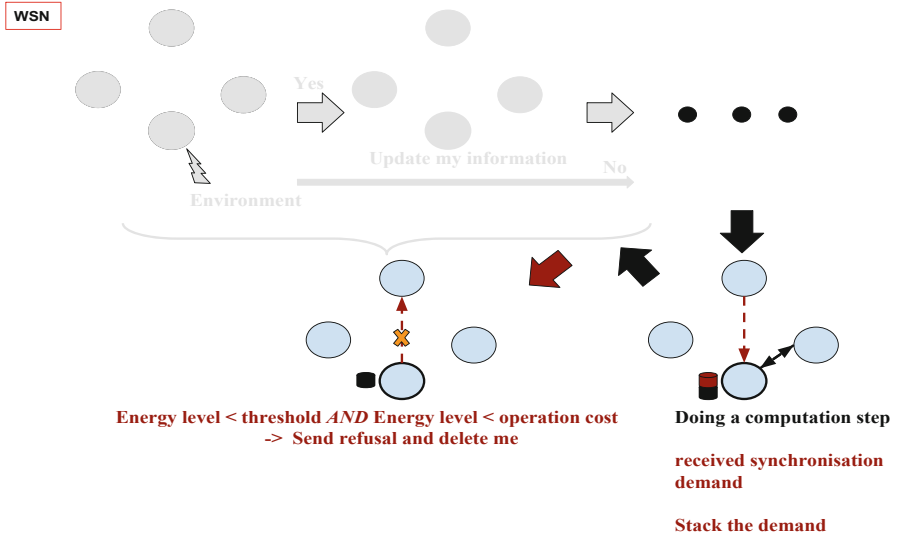 WSN
Yes
Update my information
No
Environment
Energy level < threshold AND Energy level < operation cost
-> Send refusal and delete me
Doing a computation step
received synchronisation
demand
Stack the demand